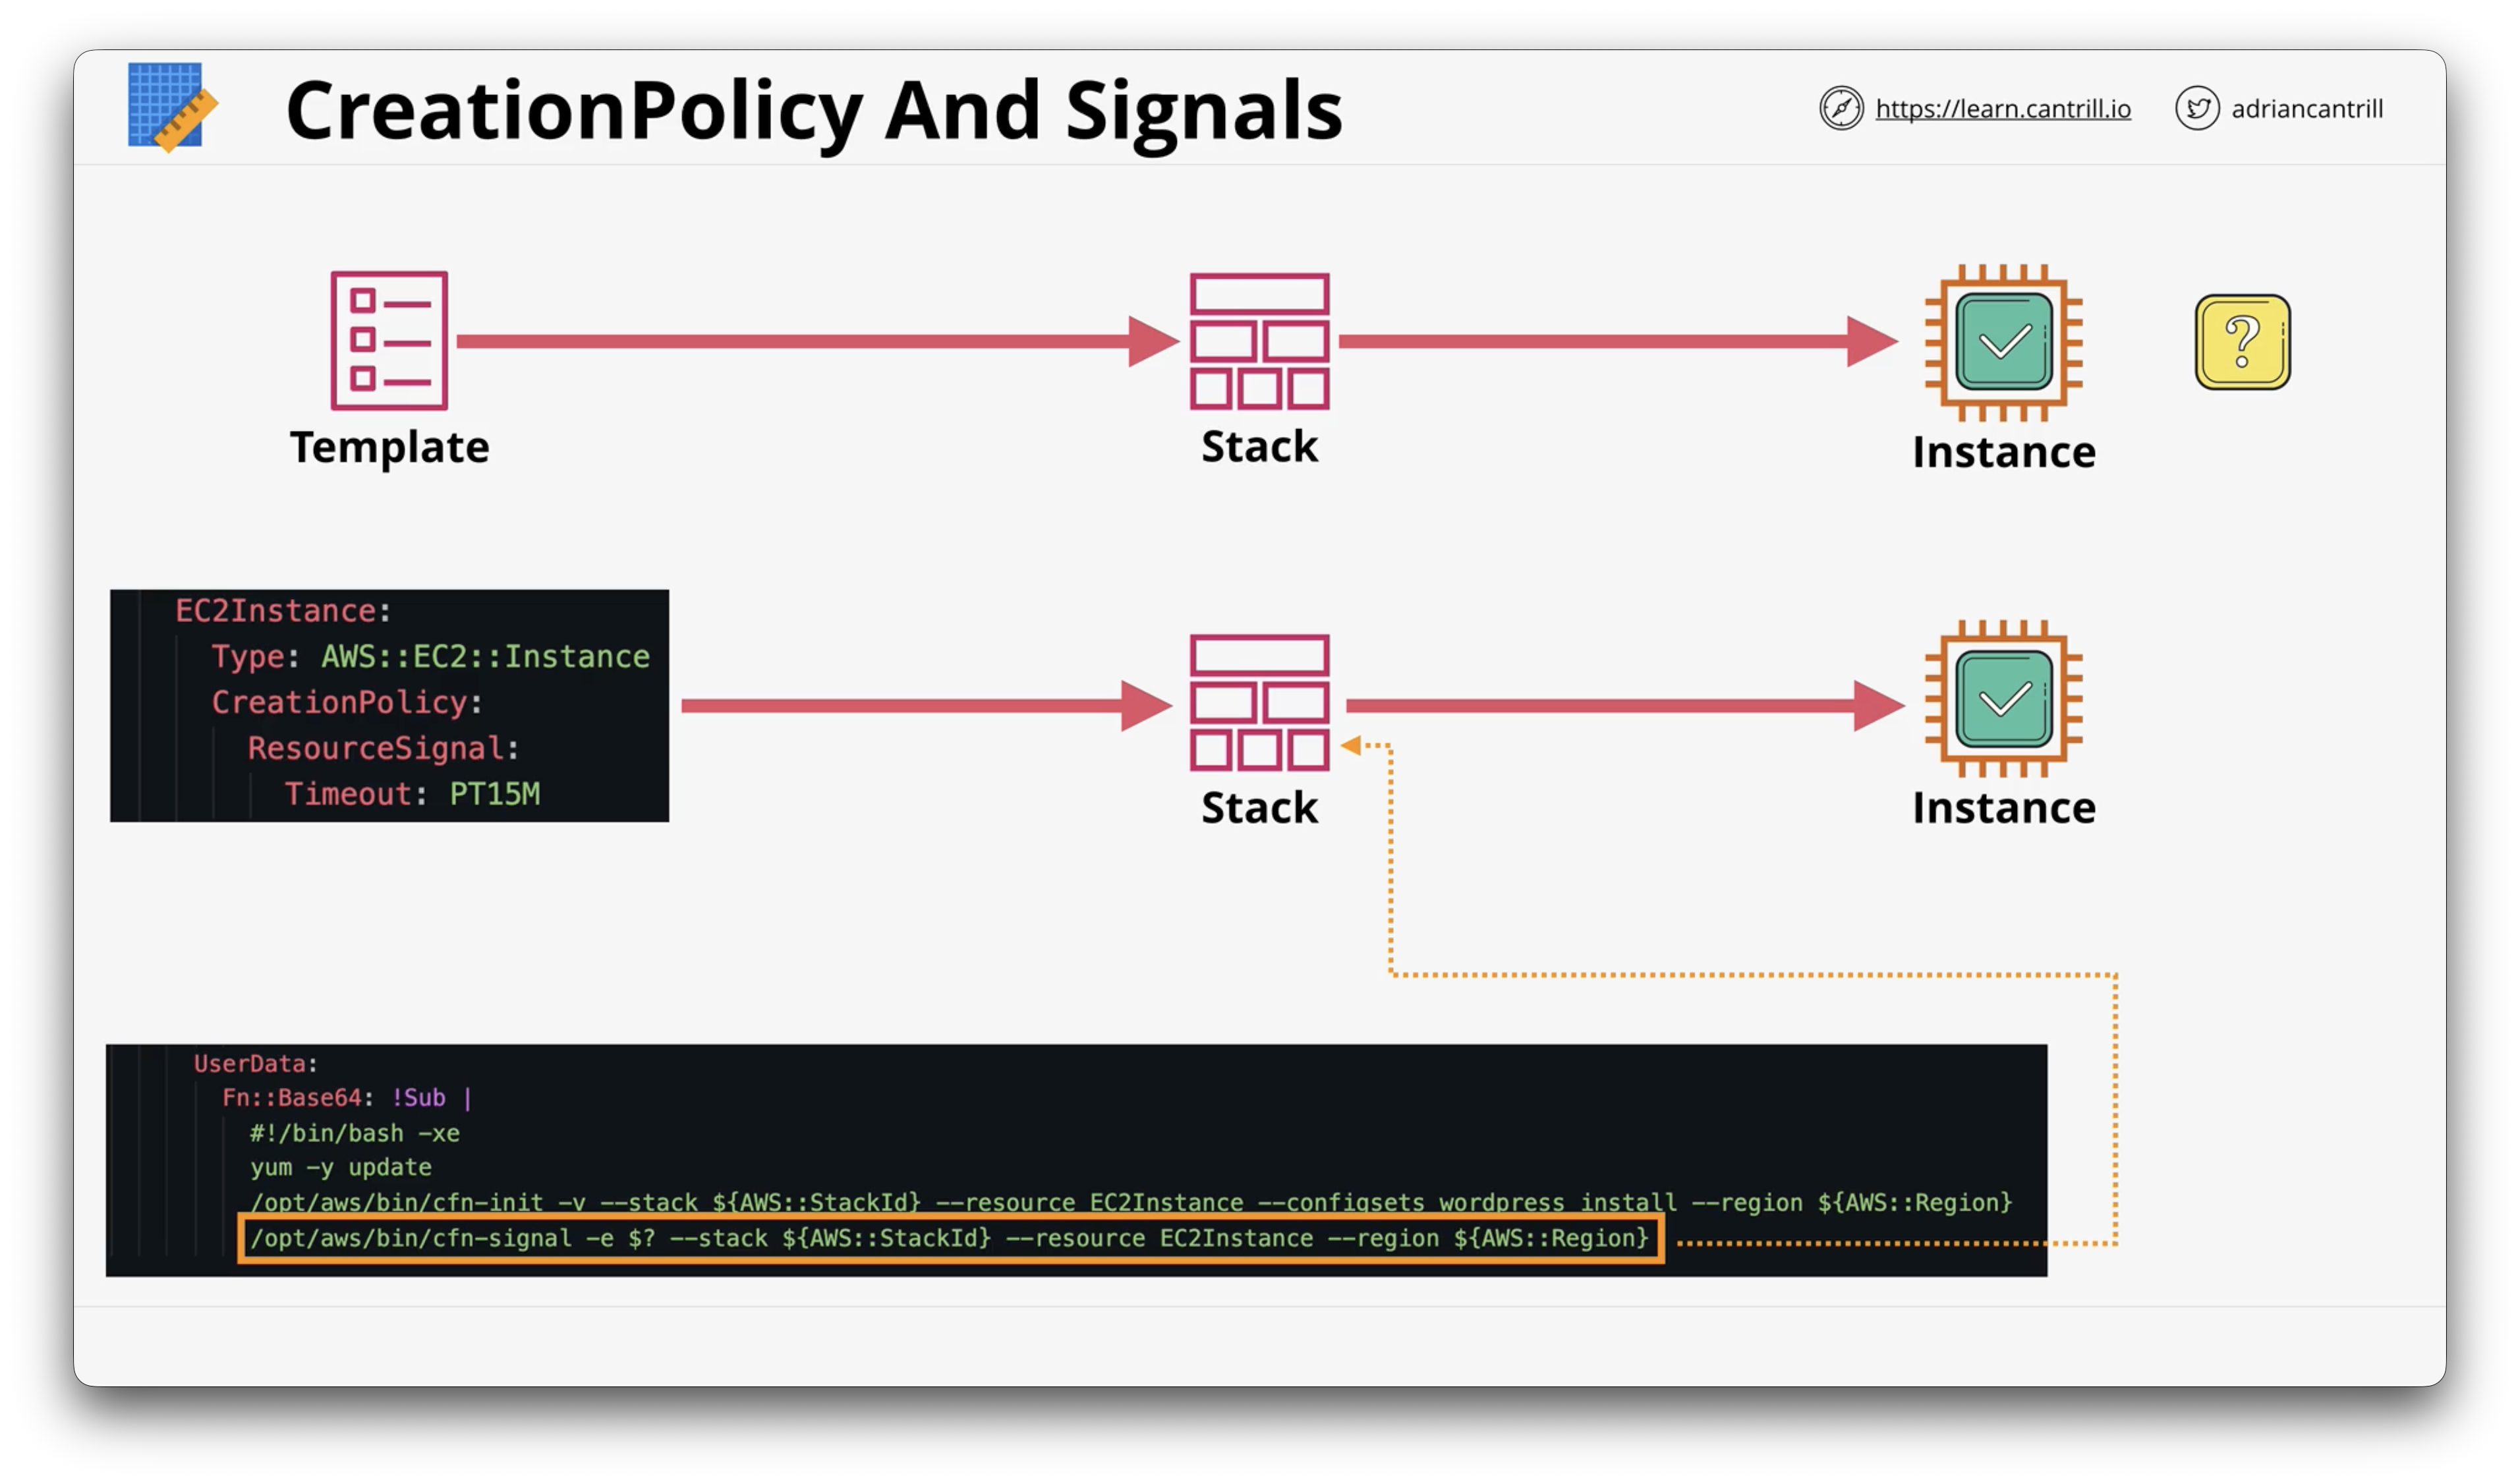 CreationPolicy And Signals
https://learn.cantrill.io
adriancantrill
?
Template
Stack
Instance
EC2Instance:
Type: AWS::EC2::Instance
CreationPolicy:
ResourceSignal:
Timeout: PT15M
Stack
Instance
UserData:
Fn::Base64: !Sub |
#!/bin/bash -xe
yum -y update
/opt/aws/bin/cfn-init -v --stack ${AWS::StackId} --resource EC2Instance --configsets wordpress_install --region ${AWS::Region}
/opt/aws/bin/cfn-signal -e $? --stack ${AWS::StackId} --resource EC2Instance --region ${AWS::Region}